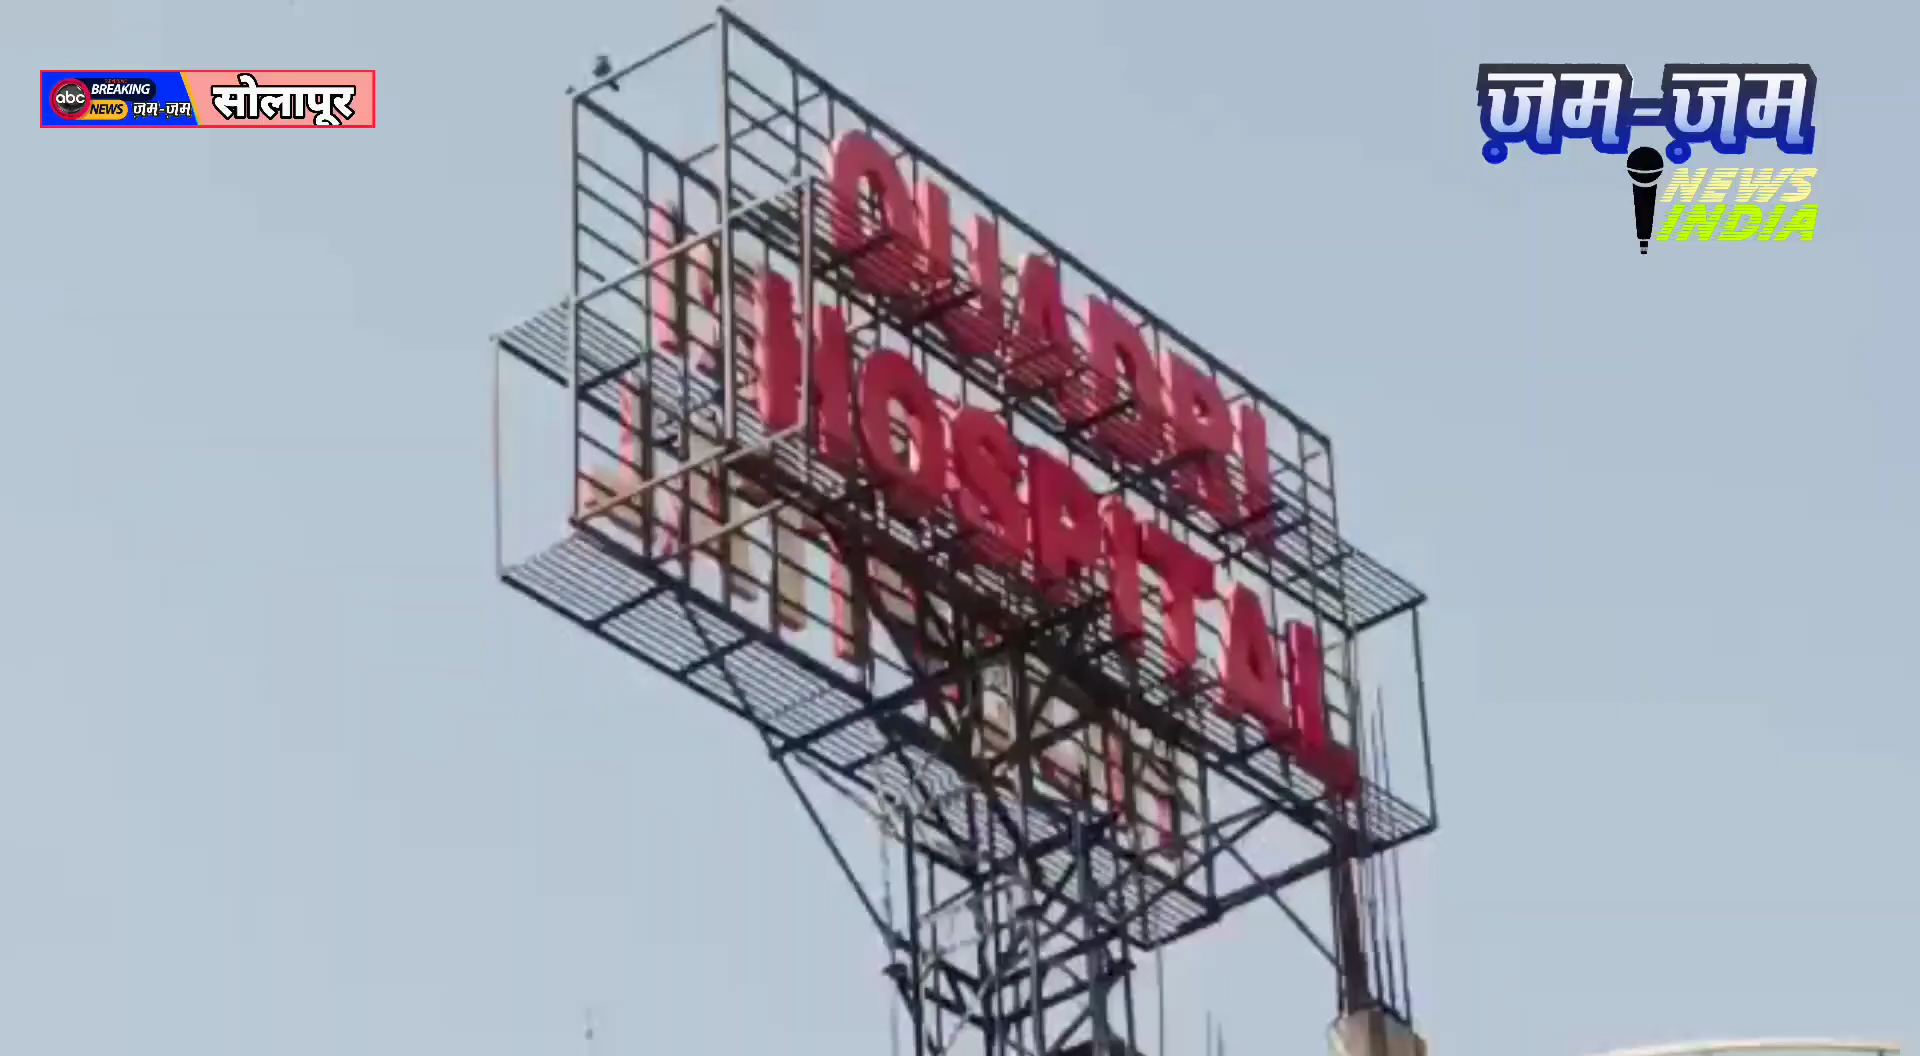 BREAKING
abc NEWS ज़म-ज़म
सोलापूर
ज़म-ज़म
NEWS
INDIA
QUADRI
HOSPITAL